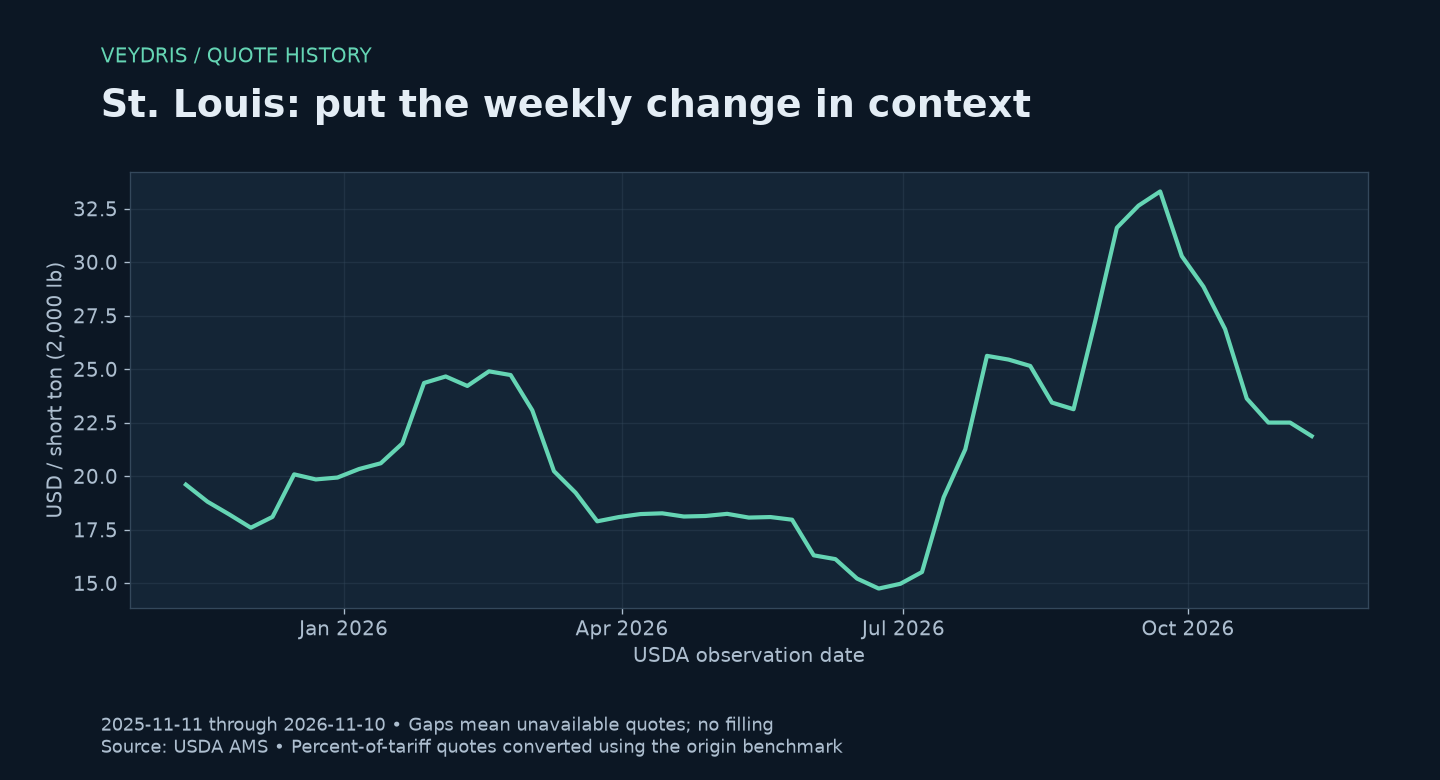 VEYDRIS / QUOTE HISTORY
St. Louis: put the weekly change in context
USD / short ton (2,000 lb)
32.5
30.0
27.5
25.0
22.5
20.0
17.5
15.0
Jan 2026 Apr 2026 Jul 2026 Oct 2026
USDA observation date
2025-11-11 through 2026-11-10 • Gaps mean unavailable quotes; no filling
Source: USDA AMS • Percent-of-tariff quotes converted using the origin benchmark